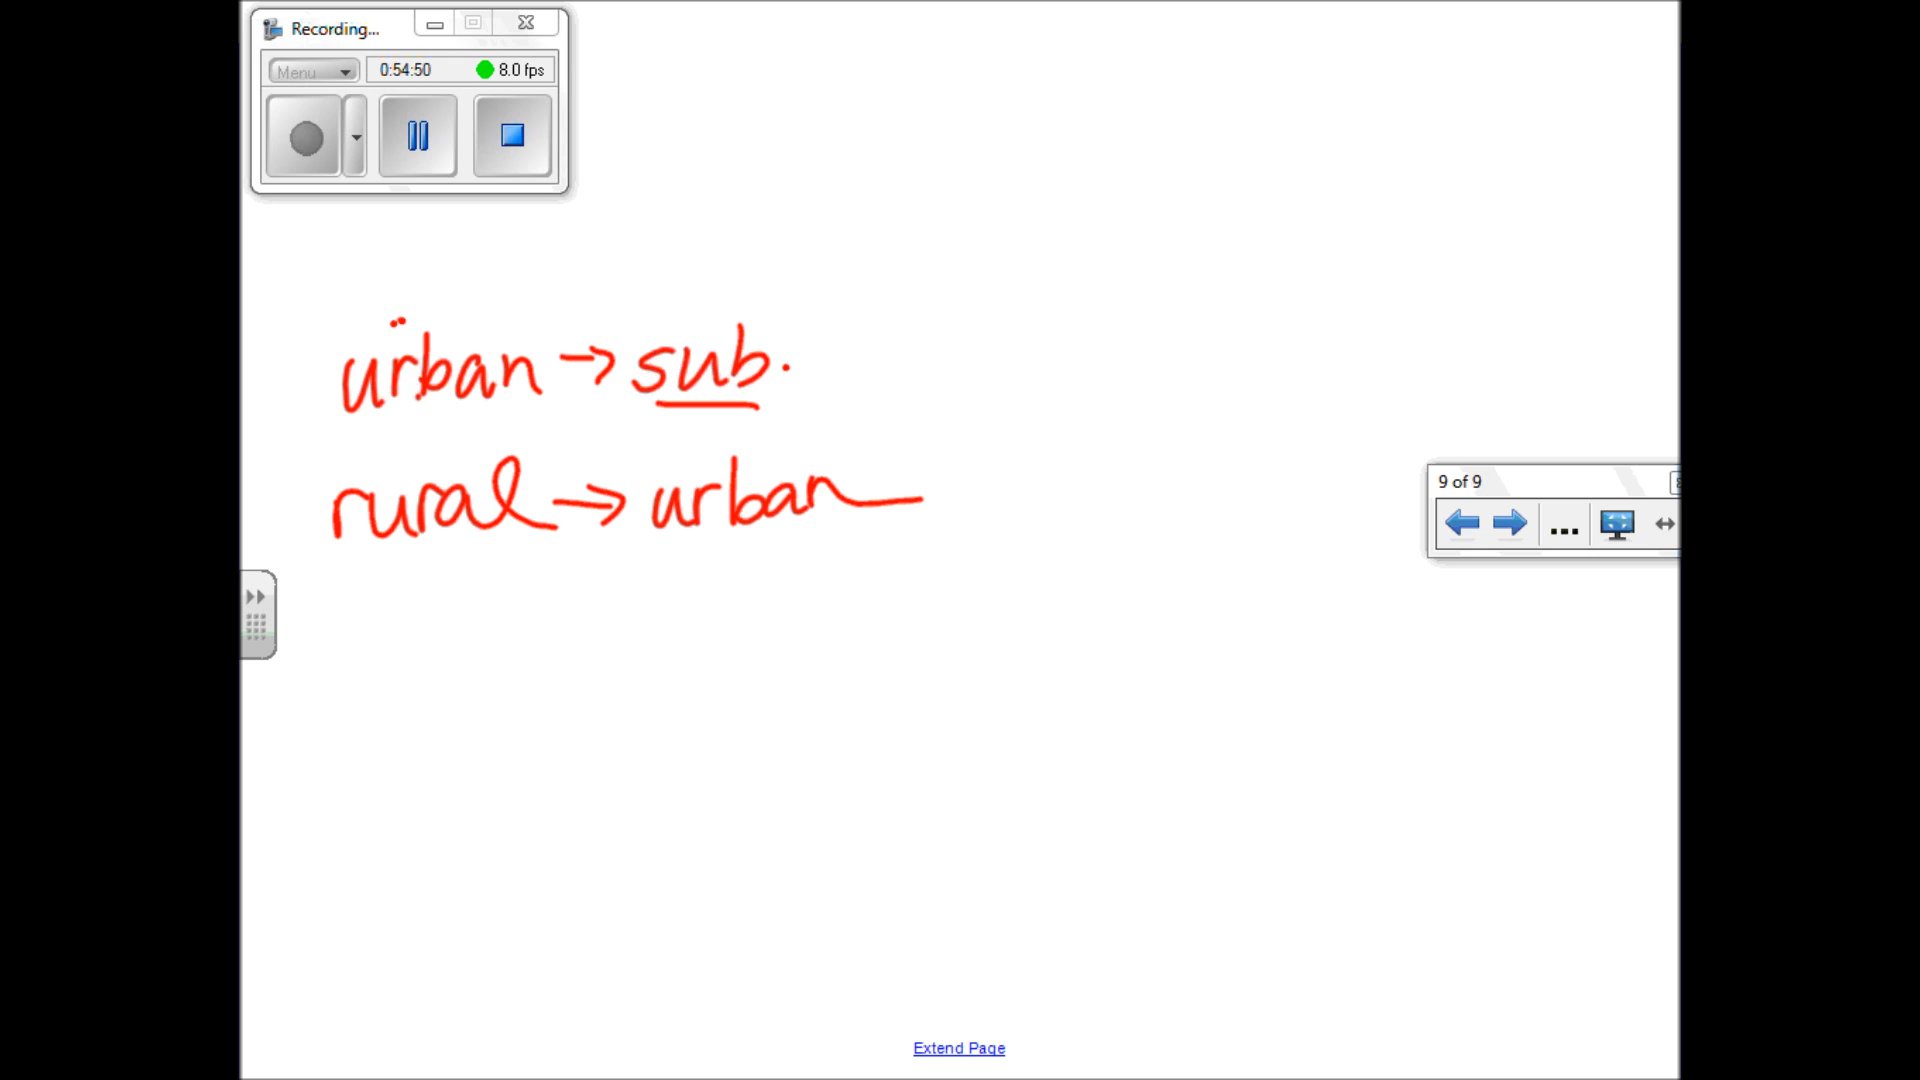 Recording...
Menu 0:54:50 8.0 fps
urban → sub.
rural → urban
9 of 9
...
Extend Page